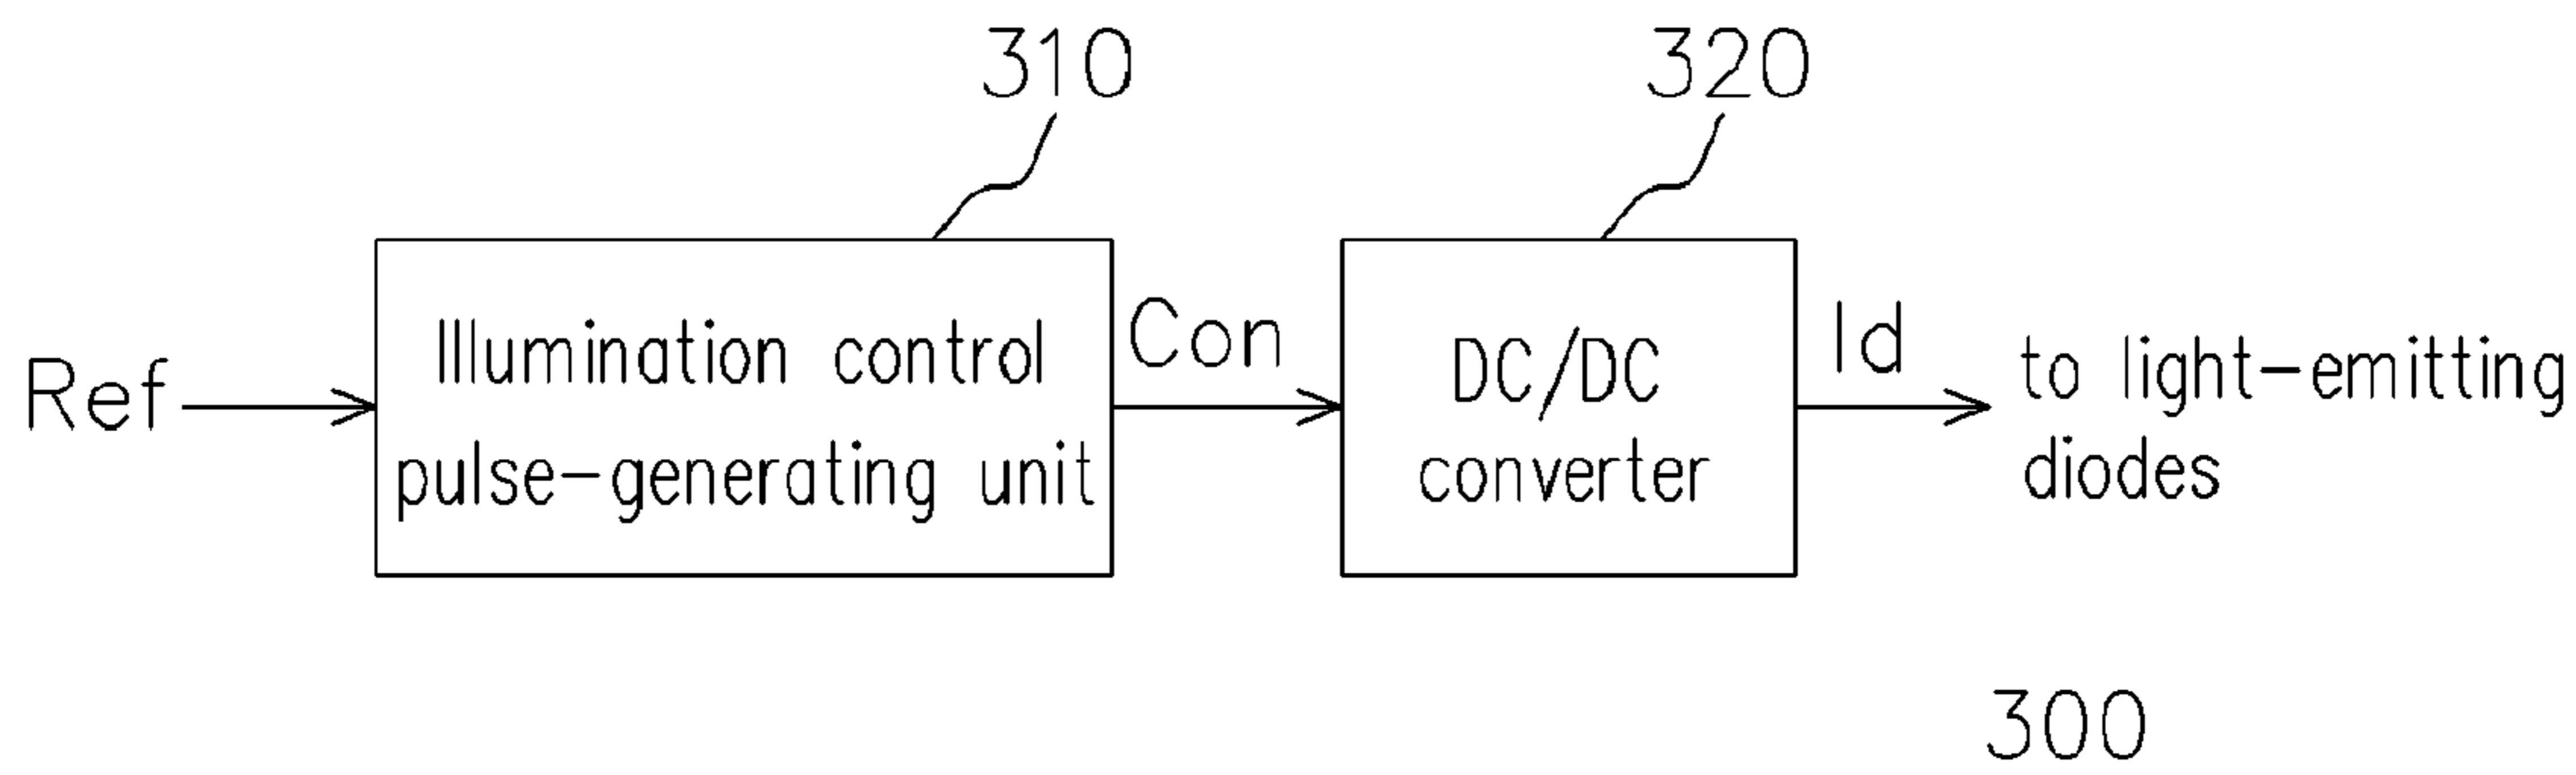 310
320
Ref
Illumination control
pulse-generating unit
Con
DC/DC
converter
Id
to light-emitting
diodes
300